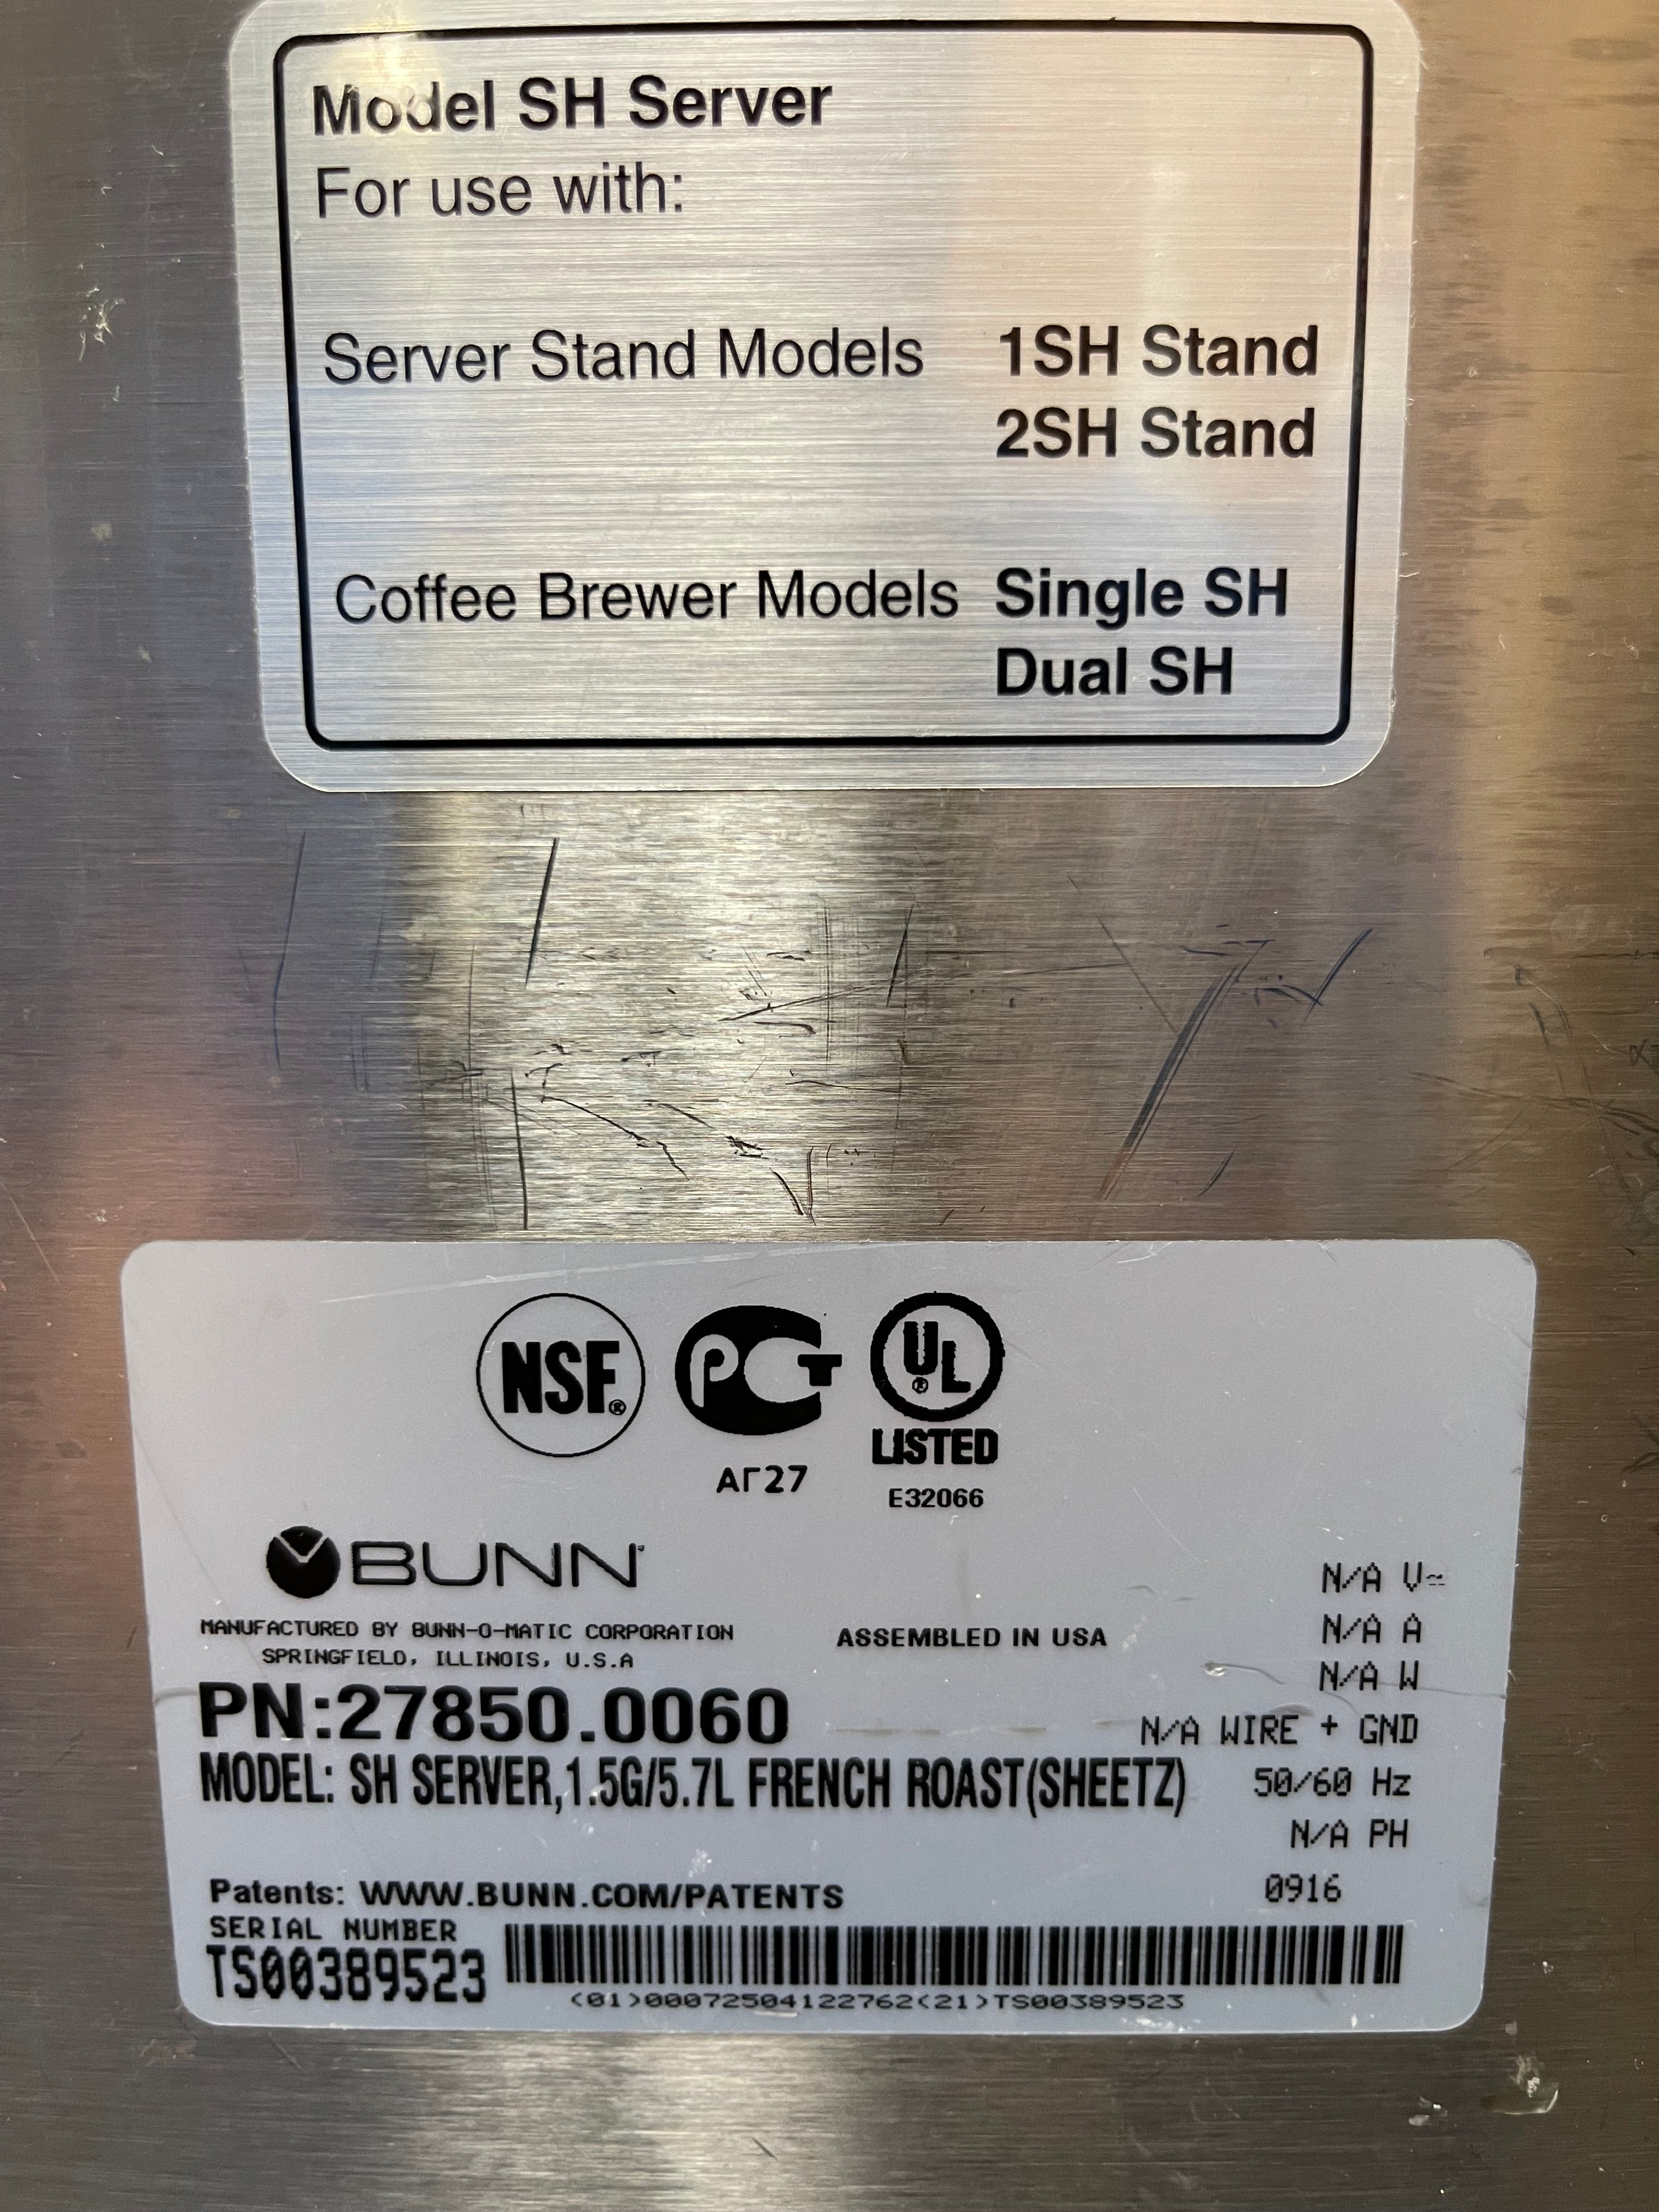 Model SH Server
For use with:
Server Stand Models 1SH Stand
2SH Stand
Coffee Brewer Models Single SH
Dual SH
NSF®
PCT
UL®
LISTED
АГ27
E32066
BUNN
N/A V≂
MANUFACTURED BY BUNN-O-MATIC CORPORATION
SPRINGFIELD, ILLINOIS, U.S.A
ASSEMBLED IN USA
N/A A
N/A W
PN:27850.0060
N/A WIRE + GND
MODEL: SH SERVER,1.5G/5.7L FRENCH ROAST(SHEETZ)
50/60 Hz
N/A PH
Patents: WWW.BUNN.COM/PATENTS
0916
SERIAL NUMBER
TS00389523
(01)00072504122762(21)TS00389523